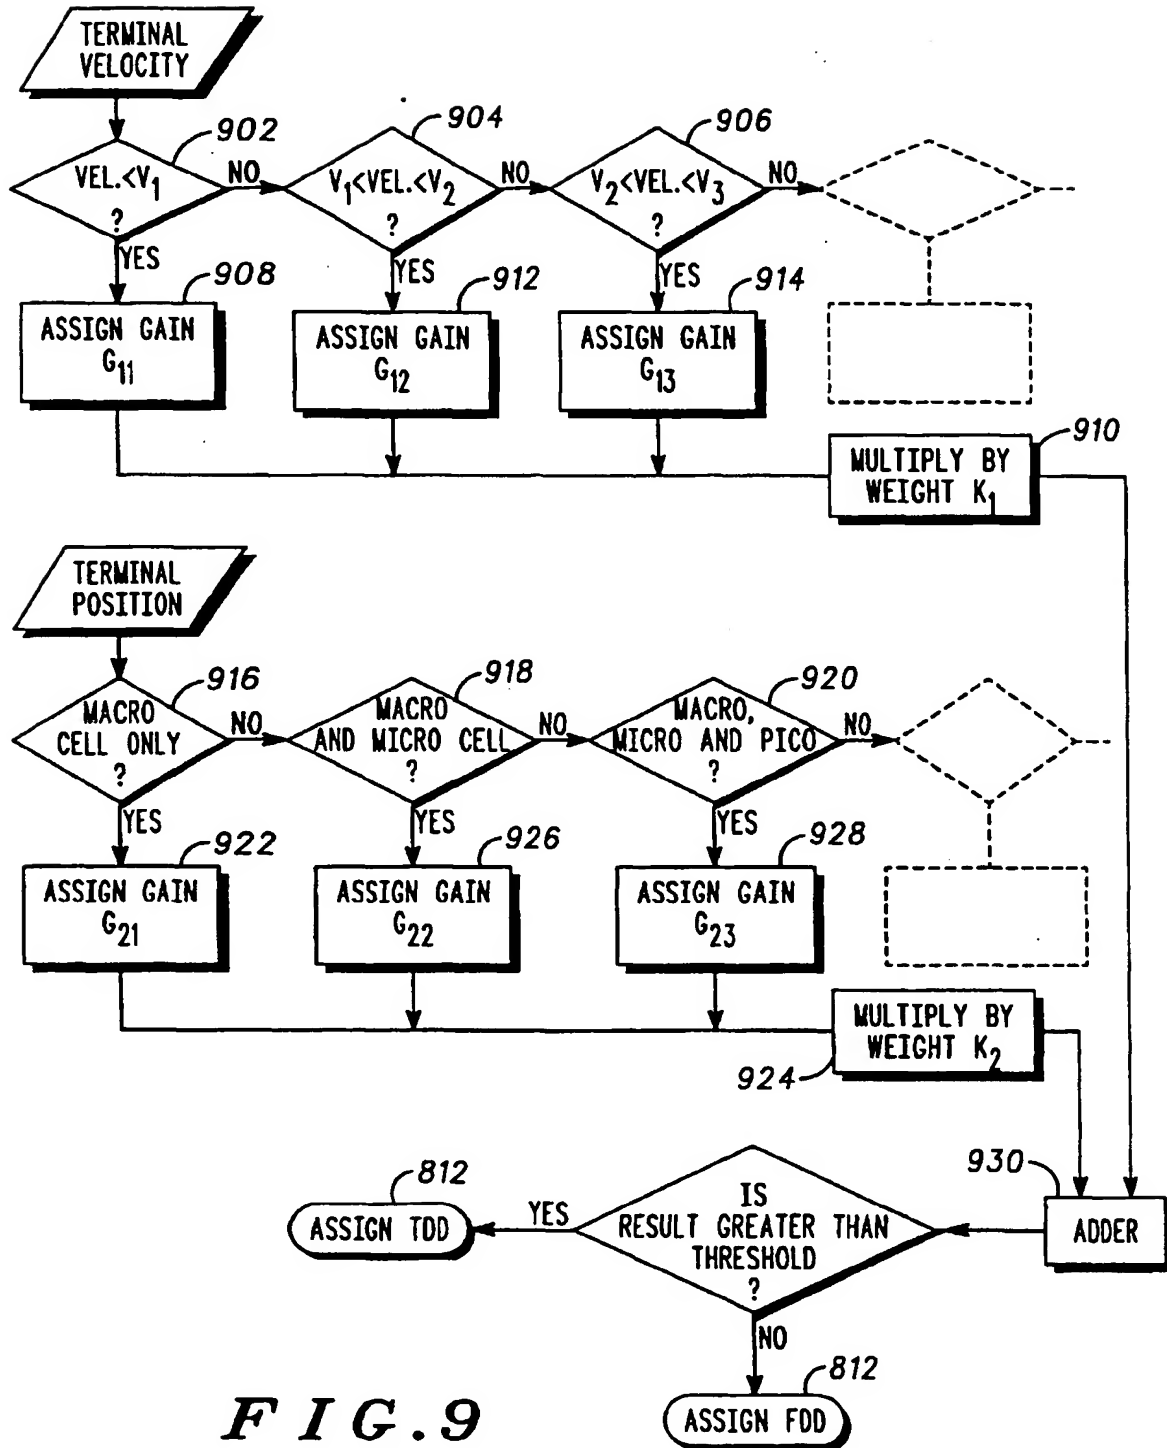 TERMINAL
VELOCITY
902
904
906
VEL.<V1
?
NO
V1<VEL.<V2
?
NO
V2<VEL.<V3
?
NO
YES
YES
YES
908
912
914
ASSIGN GAIN
G11
ASSIGN GAIN
G12
ASSIGN GAIN
G13
910
MULTIPLY BY
WEIGHT K1
TERMINAL
POSITION
916
918
920
MACRO
CELL ONLY
?
NO
MACRO
AND MICRO CELL
?
NO
MACRO,
MICRO AND PICO
?
NO
YES
YES
YES
922
926
928
ASSIGN GAIN
G21
ASSIGN GAIN
G22
ASSIGN GAIN
G23
MULTIPLY BY
WEIGHT K2
924
930
ADDER
IS
RESULT GREATER THAN
THRESHOLD
?
YES
812
ASSIGN TDD
NO
812
ASSIGN FDD
FIG.9